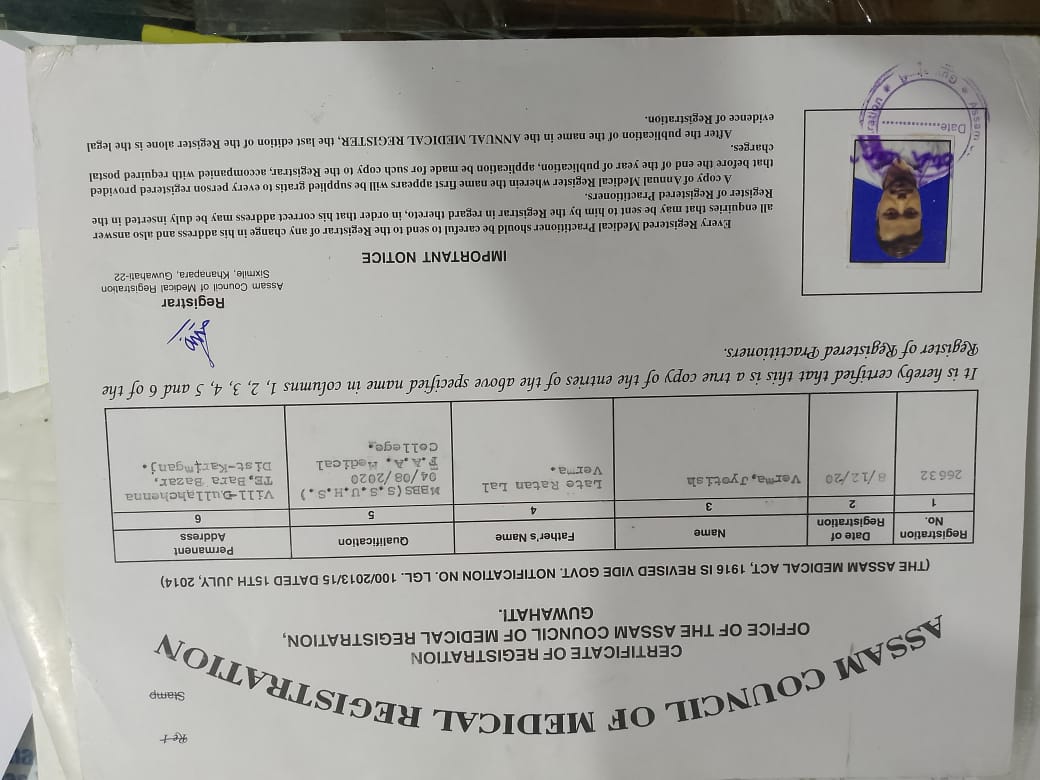 Re 1
Stamp
ASSAM COUNCIL OF MEDICAL REGISTRATION
CERTIFICATE OF REGISTRATION
OFFICE OF THE ASSAM COUNCIL OF MEDICAL REGISTRATION,
GUWAHATI.
(THE ASSAM MEDICAL ACT, 1916 IS REVISED VIDE GOVT. NOTIFICATION NO. LGL. 100/2013/15 DATED 15TH JULY, 2014)
Registration No.
Date of Registration
Name
Father's Name
Qualification
Permanent Address
1
2
3
4
5
6
26632
8/12/20
Verma, Jyotish
Late Ratan Lal
Verma.
MBBS(S.S.U.H.S.)
04/08/2020
F.A.A. Medical
College.
Vill-Dullabchenna
TE, Bara Bazar,
Dist-Karimganj.
It is hereby certified that this is a true copy of the entries of the above specified name in columns 1, 2, 3, 4, 5 and 6 of the
Register of Registered Practitioners.
Registrar
Assam Council of Medical Registration
Sixmile, Khanapara, Guwahati-22
IMPORTANT NOTICE
Every Registered Medical Practitioner should be careful to send to the Registrar of any change in his address and also answer
all enquiries that may be sent to him by the Registrar in regard thereto, in order that his correct address may be duly inserted in the
Register of Registered Practitioners.
A copy of Annual Medical Register wherein the name first appears will be supplied gratis to every person registered provided
that before the end of the year of publication, application be made for such copy to the Registrar, accompanied with required postal
charges.
After the publication of the name in the ANNUAL MEDICAL REGISTER, the last edition of the Register alone is the legal
evidence of Registration.
Date
Assam